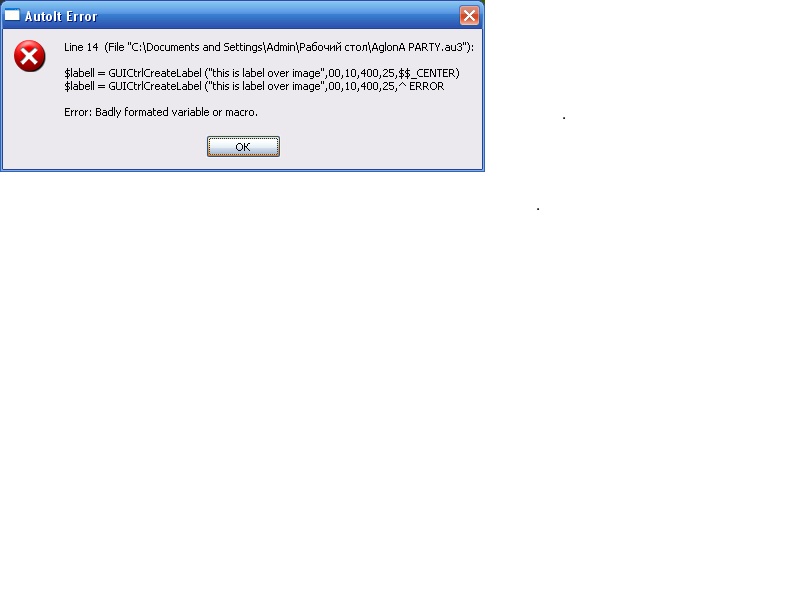 AutoIt Error
Line 14  (File "C:\Documents and Settings\Admin\Рабочий стол\AglonA PARTY.au3"):
$labell = GUICtrlCreateLabel ("this is label over image",00,10,400,25,$$_CENTER)
$labell = GUICtrlCreateLabel ("this is label over image",00,10,400,25,^ ERROR
Error: Badly formated variable or macro.
OK